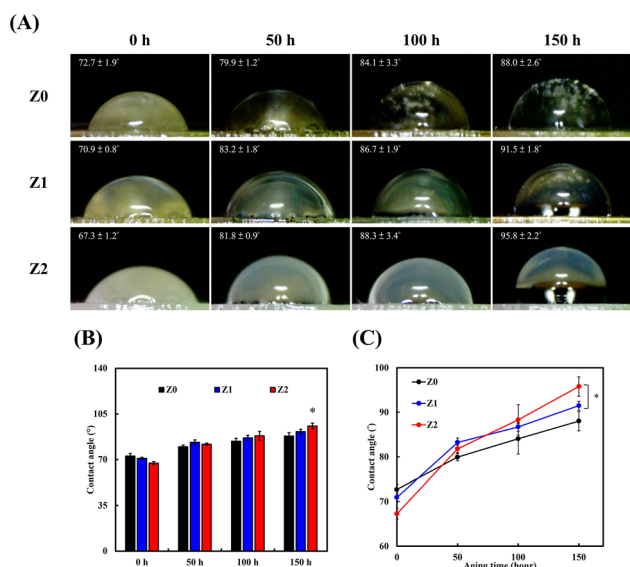 (A)
0 h 50 h 100 h 150 h
Z0 72.7 ± 1.9° 79.9 ± 1.2° 84.1 ± 3.3° 88.0 ± 2.6°
Z1 70.9 ± 0.8° 83.2 ± 1.8° 86.7 ± 1.9° 91.5 ± 1.8°
Z2 67.3 ± 1.2° 81.8 ± 0.9° 88.3 ± 3.4° 95.8 ± 2.2°
(B)
140
105
70
35
0
Contact angle (°)
Z0 Z1 Z2
*
0 h 50 h 100 h 150 h
(C)
100
90
80
70
60
Contact angle (°)
Z0
Z1
Z2
*
0 50 100 150
Aging time (hour)